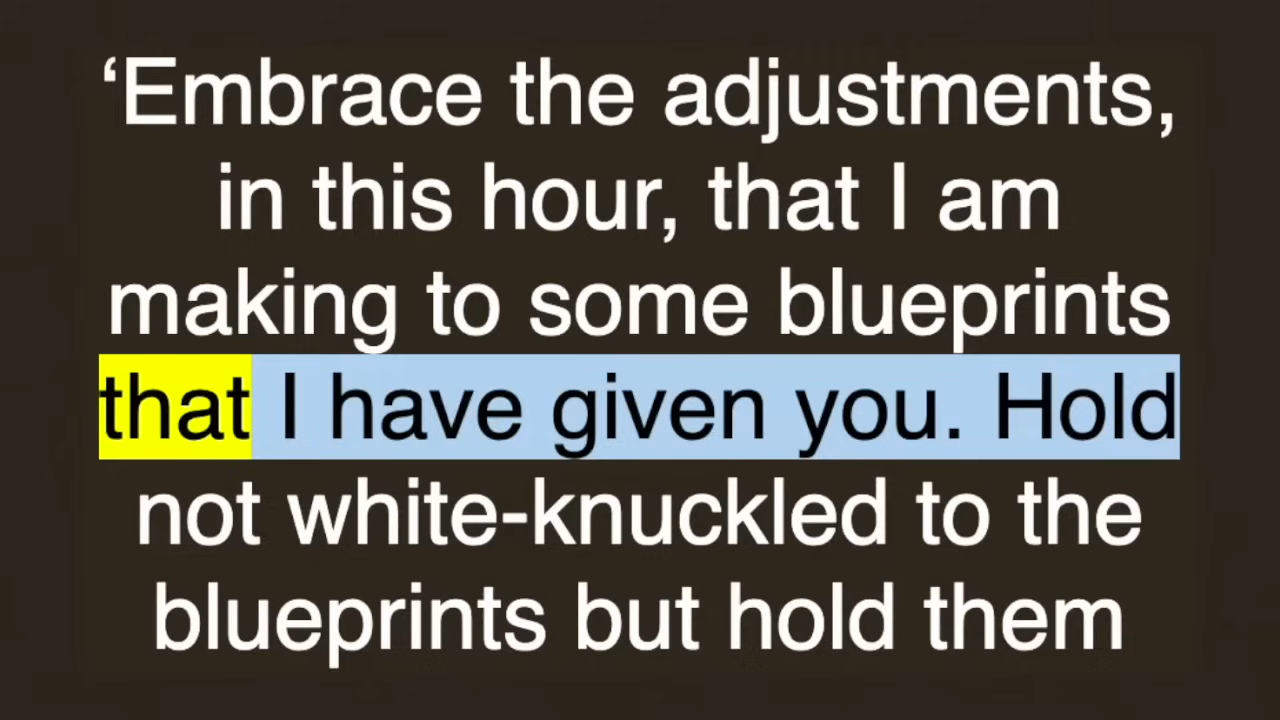 ‘Embrace the adjustments,
in this hour, that I am
making to some blueprints
that I have given you. Hold
not white-knuckled to the
blueprints but hold them